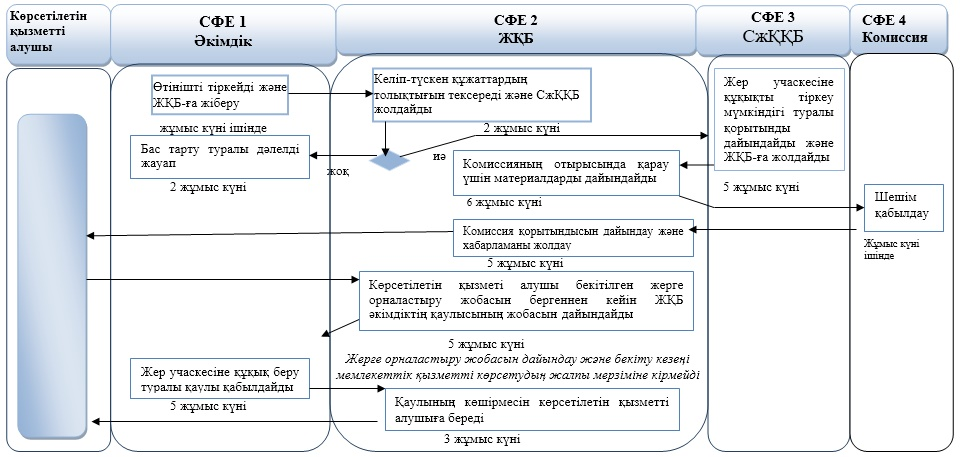 Көрсетілетін
қызметті
алушы
СФЕ 1
Әкімдік
СФЕ 2
ЖҚБ
СФЕ 3
СжҚҚБ
СФЕ 4
Комиссия
Өтінішті тіркейді және
ЖҚБ-ға жіберу
жұмыс күні ішінде
Келіп-түскен құжаттардың
толықтығын тексереді және СжҚҚБ
жолдайды
2 жұмыс күні
Жер учаскесіне
құқықты тіркеу
мүмкіндігі туралы
қорытынды
дайындайды және
ЖҚБ-ға жолдайды
5 жұмыс күні
Бас тарту туралы дәлелді
жауап
2 жұмыс күні
жоқ
иә
Комиссияның отырысында қарау
үшін материалдарды дайындайды
6 жұмыс күні
Шешім
қабылдау
Жұмыс күні
ішінде
Комиссия қорытындысын дайындау және
хабарламаны жолдау
5 жұмыс күні
Көрсетілетін қызметі алушы бекітілген жерге
орналастыру жобасын бергеннен кейін ЖҚБ
әкімдіктің қаулысының жобасын дайындайды
5 жұмыс күні
Жерге орналастыру жобасын дайындау және бекіту кезеңі
мемлекеттік қызметті көрсетудың жалпы мерзіміне кірмейді
Жер учаскесіне құқық беру
туралы қаулы қабылдайды
5 жұмыс күні
Қаулының көшірмесін көрсетілетін қызметті
алушыға береді
3 жұмыс күні